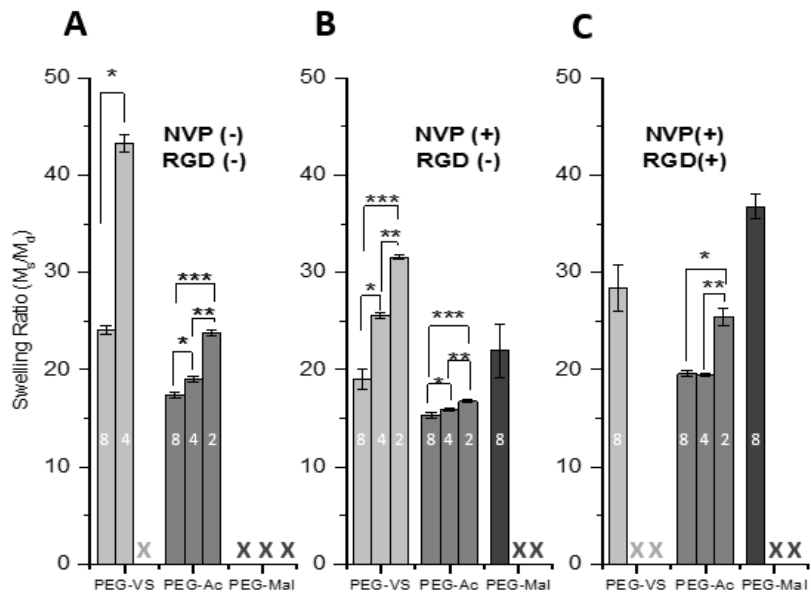 A
B
C
Swelling Ratio (Ms/Md)
50
40
30
20
10
0
NVP (-)
RGD (-)
*
*
**
***
8 4 X
8 4 2
X X X
PEG-VS PEG-Ac PEG-Mal
50
40
30
20
10
0
NVP (+)
RGD (-)
***
**
*
***
**
*
8 4 2
8 4 2
8 X X
PEG-VS PEG-Ac PEG-Mal
50
40
30
20
10
0
NVP(+)
RGD(+)
*
**
8 X X
8 4 2
8 X X
PEG-VS PEG-Ac PEG-Mal